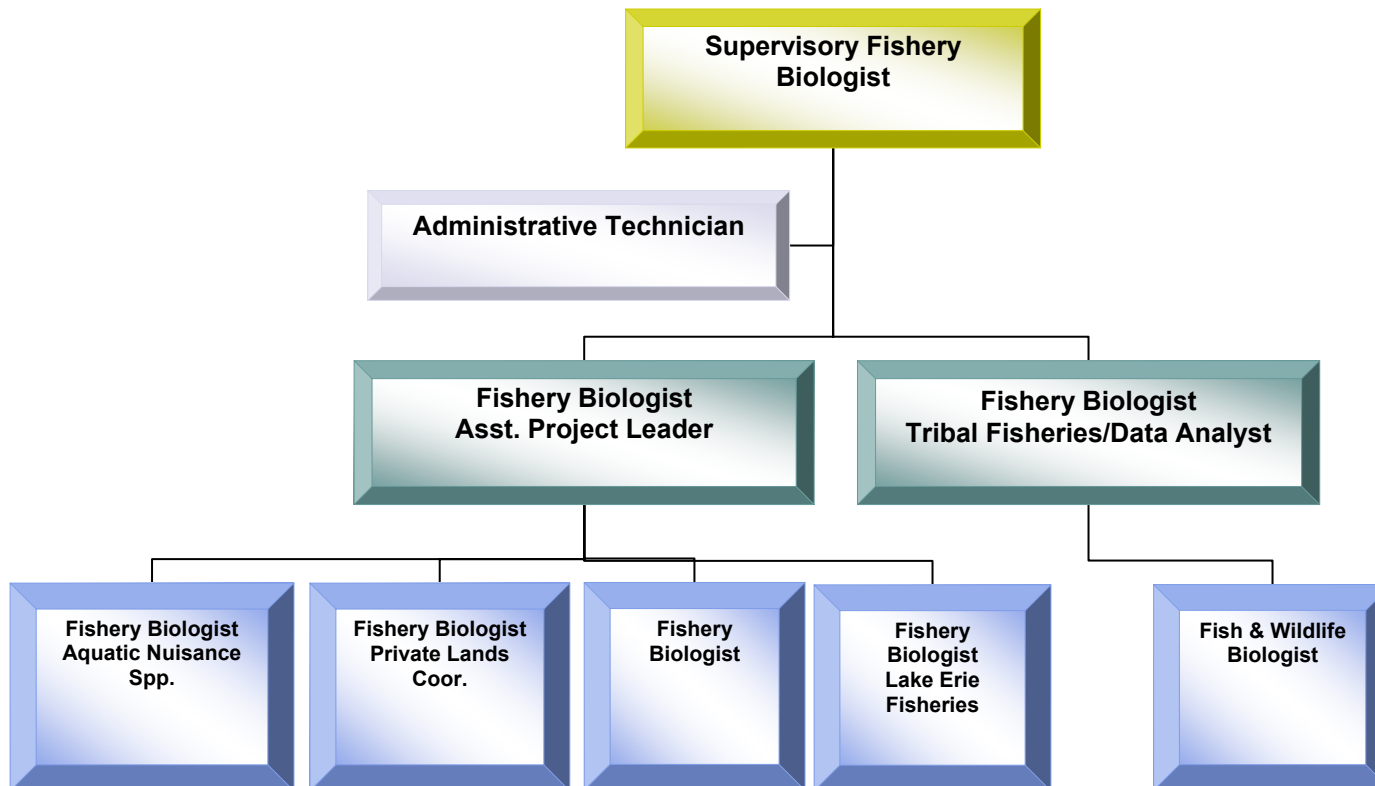 Supervisory Fishery
Biologist
Administrative Technician
Fishery Biologist
Asst. Project Leader
Fishery Biologist
Tribal Fisheries/Data Analyst
Fishery Biologist
Aquatic Nuisance
Spp.
Fishery Biologist
Private Lands
Coor.
Fishery
Biologist
Fishery
Biologist
Lake Erie
Fisheries
Fish & Wildlife
Biologist